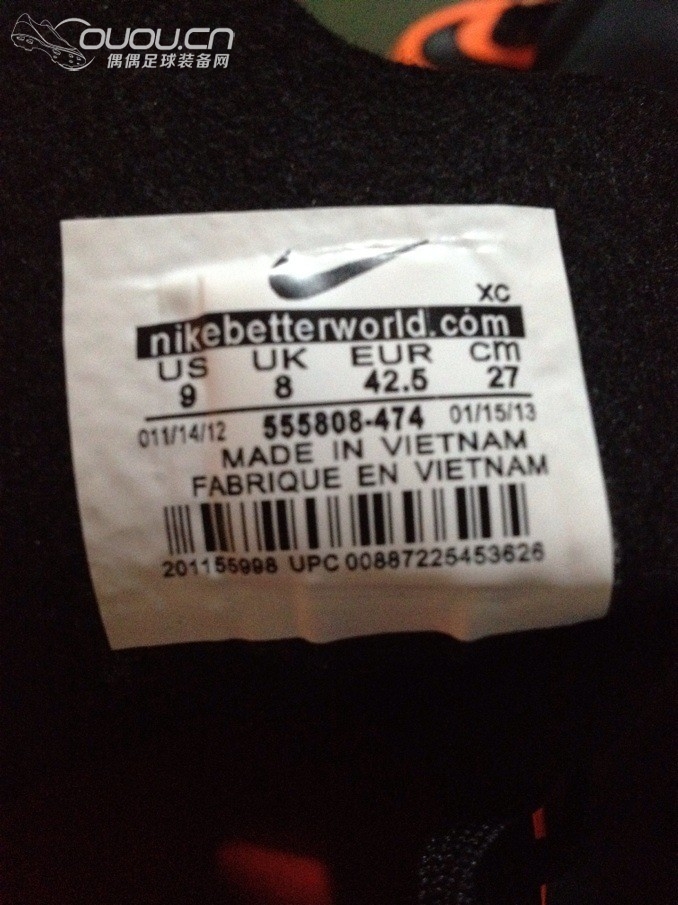 OUOU.CN
偶偶足球装备网
XC
nikebetterworld.com
US UK EUR cm
9 8 42.5 27
011/14/12 555808-474 01/15/13
MADE IN VIETNAM
FABRIQUE EN VIETNAM
201155998 UPC 00887225453626